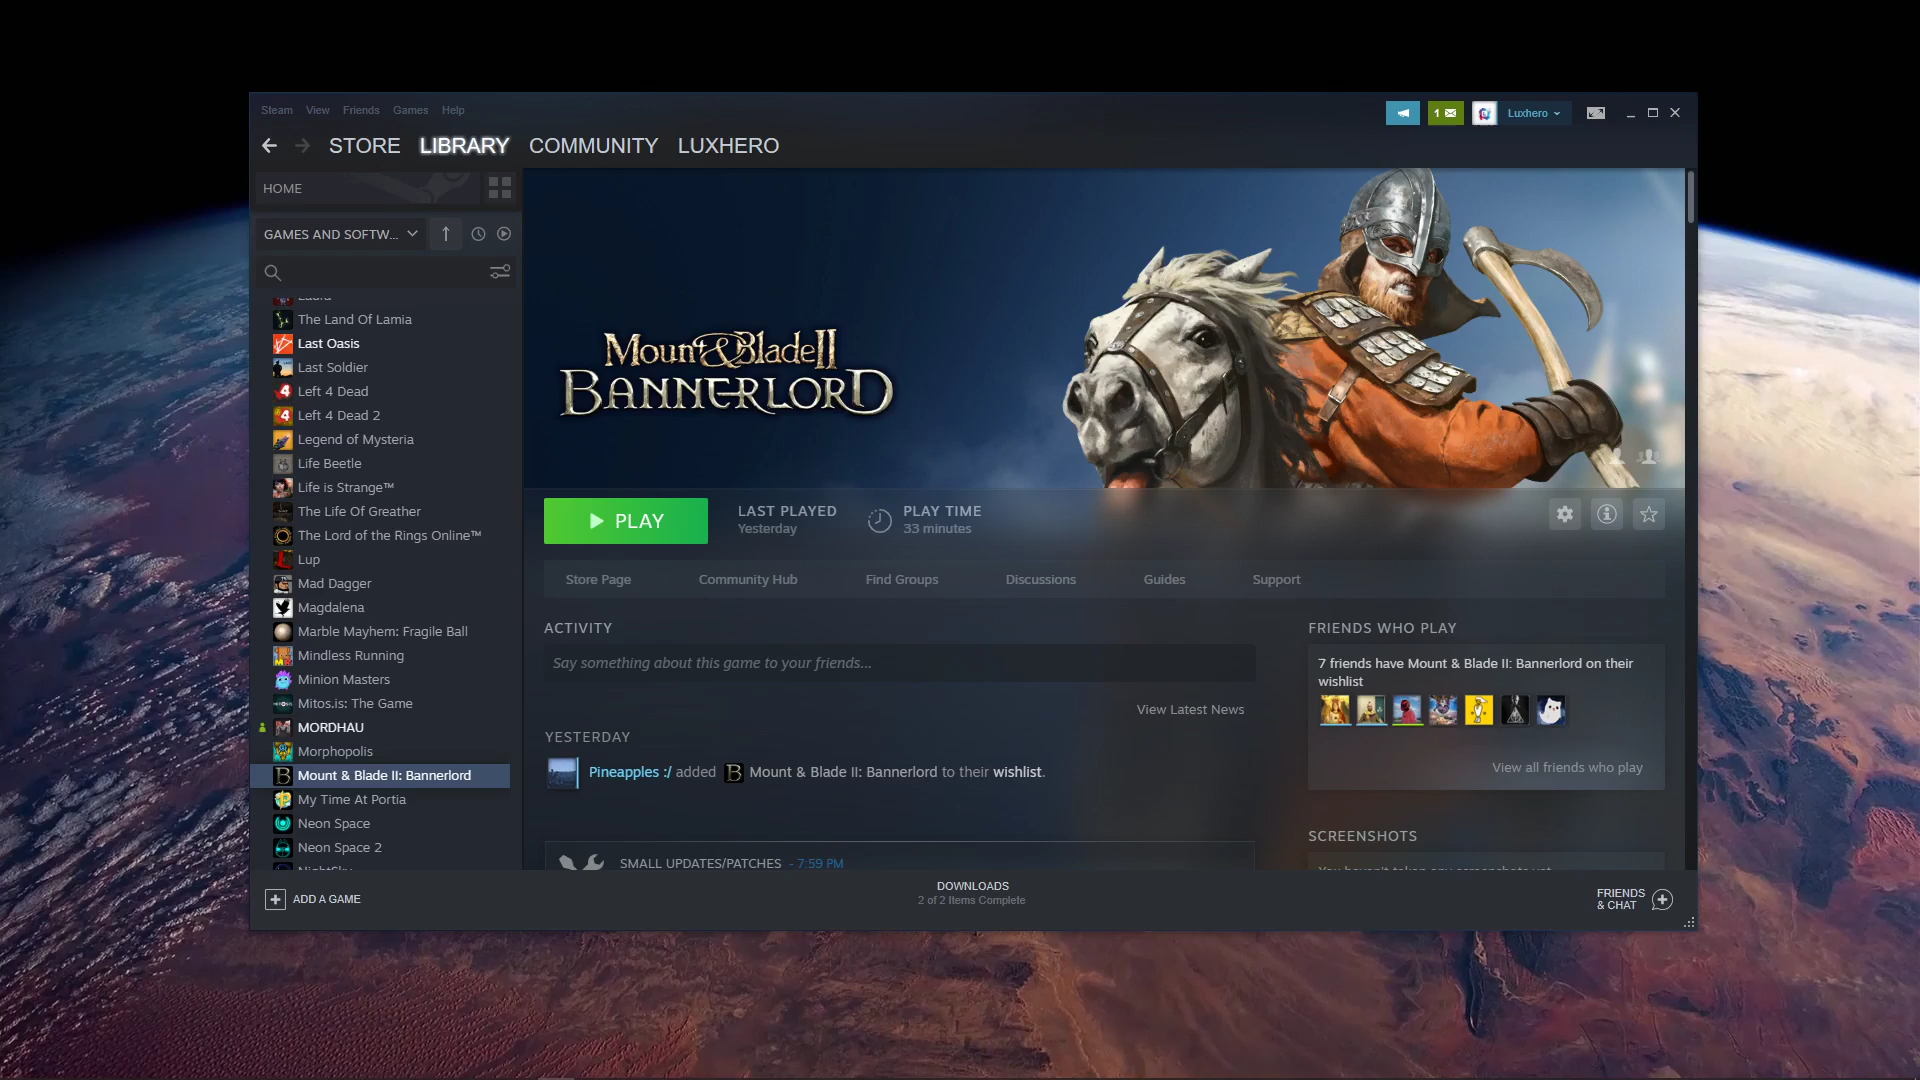 Steam View Friends Games Help
1
Luxhero
STORE LIBRARY COMMUNITY LUXHERO
HOME
GAMES AND SOFTW...
The Land Of Lamia
Last Oasis
Last Soldier
Left 4 Dead
Left 4 Dead 2
Legend of Mysteria
Life Beetle
Life is Strange™
The Life Of Greather
The Lord of the Rings Online™
Lup
Mad Dagger
Magdalena
Marble Mayhem: Fragile Ball
Mindless Running
Minion Masters
Mitos.is: The Game
MORDHAU
Morphopolis
Mount & Blade II: Bannerlord
My Time At Portia
Neon Space
Neon Space 2
NightSky
ADD A GAME
Mount & Blade II
BANNERLORD
PLAY
LAST PLAYED
Yesterday
PLAY TIME
33 minutes
Store Page Community Hub Find Groups Discussions Guides Support
ACTIVITY
Say something about this game to your friends...
View Latest News
YESTERDAY
Pineapples :/ added Mount & Blade II: Bannerlord to their wishlist.
SMALL UPDATES/PATCHES - 7:59 PM
FRIENDS WHO PLAY
7 friends have Mount & Blade II: Bannerlord on their
wishlist
View all friends who play
SCREENSHOTS
You haven't taken any screenshots yet
DOWNLOADS
2 of 2 Items Complete
FRIENDS
& CHAT